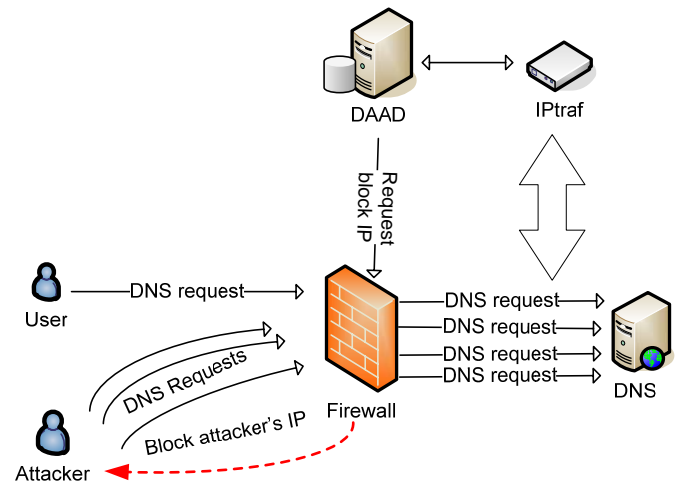 DAAD
IPtraf
Request
block IP
DNS request
User
DNS request
DNS request
DNS request
DNS request
DNS
DNS Requests
Block attacker's IP
Firewall
Attacker